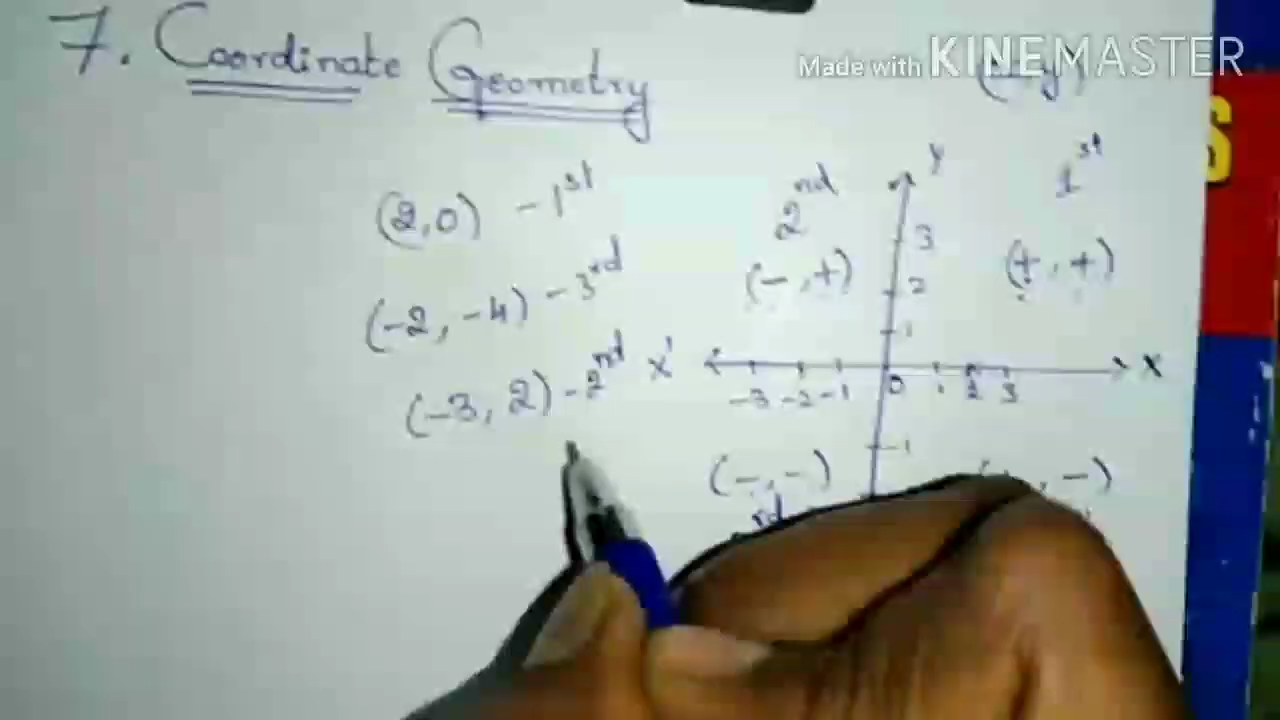 7. Coordinate Geometry
Made with KINEMASTER
(2,0) - 1st
(-2, -4) - 3rd
(-3, 2) - 2nd
2nd
Y
1st
(-,+)
3
(+,+)
2
1
X'
X
-3 -2 -1
0
1 2 3
-1
(-,-)
, -)
rd